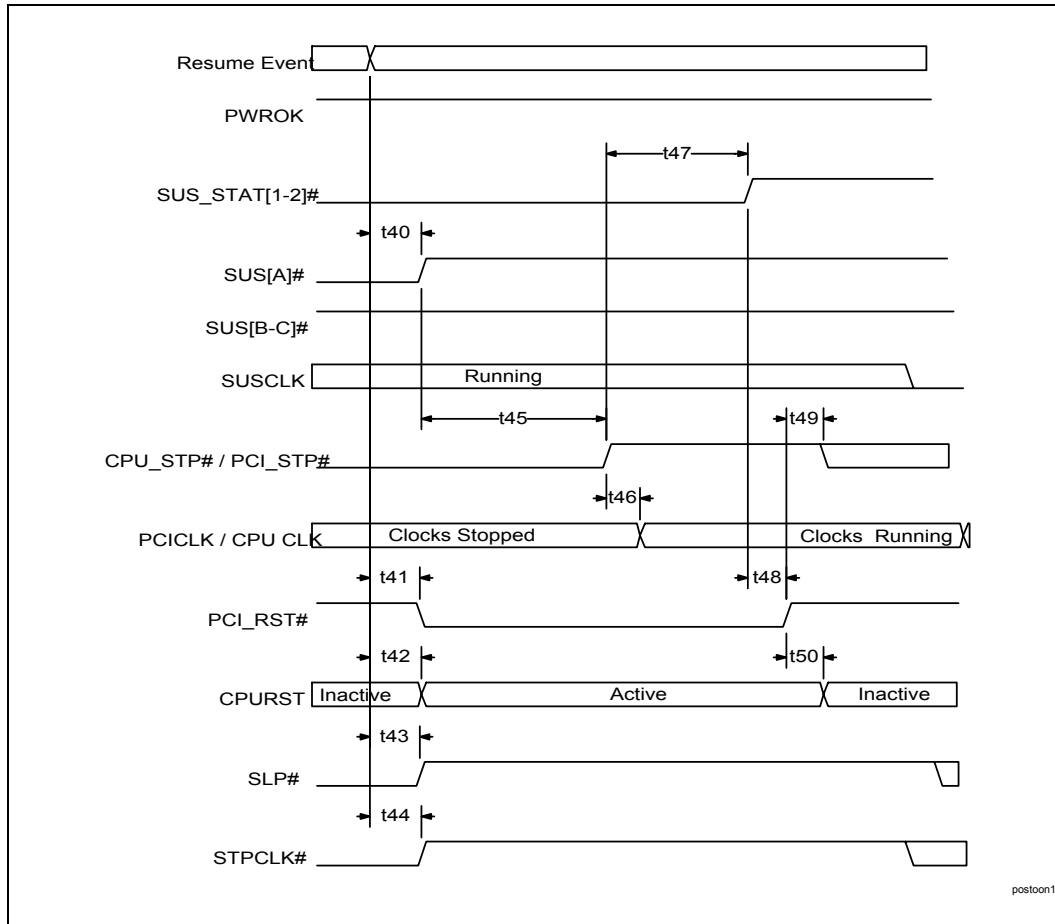 Resume Event
PWROK
t47
SUS_STAT[1-2]#
t40
SUS[A]#
SUS[B-C]#
SUSCLK
Running
t45
t49
CPU_STP# / PCI_STP#
t46
PCICLK / CPU CLK
Clocks Stopped
Clocks Running
t41
t48
PCI_RST#
t42
t50
CPURST
Inactive
Active
Inactive
t43
SLP#
t44
STPCLK#
postoon1